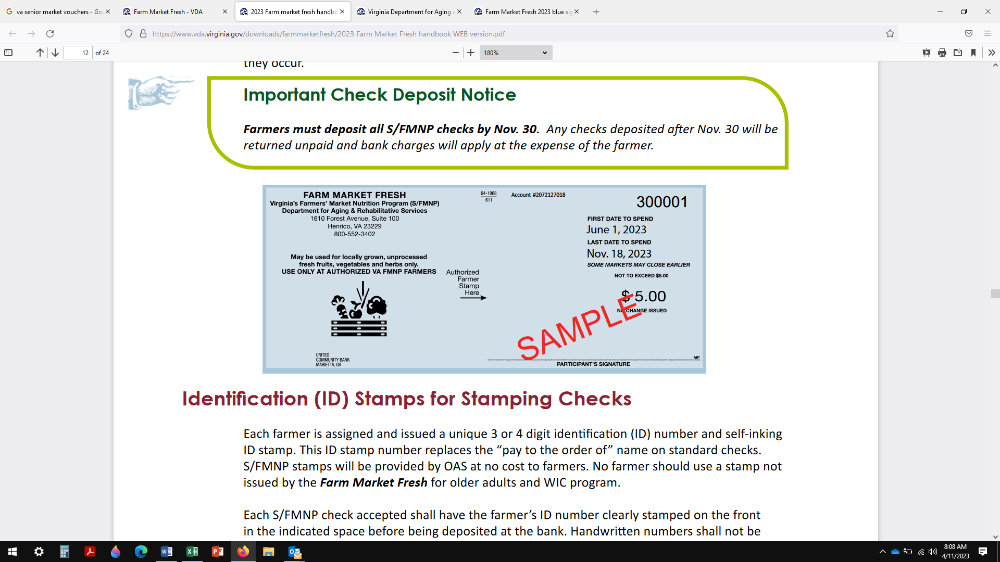 va senior market vouchers - Goo
Farm Market Fresh - VDA
2023 Farm market fresh handbo
Virginia Department for Aging a
Farm Market Fresh 2023 blue sig
https://www.vda.virginia.gov/downloads/farmmarketfresh/2023 Farm Market Fresh handbook WEB version.pdf
12 of 24
180%
they occur.
Important Check Deposit Notice
Farmers must deposit all S/FMNP checks by Nov. 30. Any checks deposited after Nov. 30 will be
returned unpaid and bank charges will apply at the expense of the farmer.
FARM MARKET FRESH
Virginia's Farmers' Market Nutrition Program (S/FMNP)
Department for Aging & Rehabilitative Services
1610 Forest Avenue, Suite 100
Henrico, VA 23229
800-552-3402
May be used for locally grown, unprocessed
fresh fruits, vegetables and herbs only.
USE ONLY AT AUTHORIZED VA FMNP FARMERS
Authorized
Farmer
Stamp
Here
UNITED
COMMUNITY BANK
MARIETTA, GA
64-1968
611
Account #2072127018
300001
FIRST DATE TO SPEND
June 1, 2023
LAST DATE TO SPEND
Nov. 18, 2023
SOME MARKETS MAY CLOSE EARLIER
NOT TO EXCEED $5.00
$ 5.00
NO CHANGE ISSUED
SAMPLE
MP
PARTICIPANT'S SIGNATURE
Identification (ID) Stamps for Stamping Checks
Each farmer is assigned and issued a unique 3 or 4 digit identification (ID) number and self-inking
ID stamp. This ID stamp number replaces the “pay to the order of” name on standard checks.
S/FMNP stamps will be provided by OAS at no cost to farmers. No farmer should use a stamp not
issued by the Farm Market Fresh for older adults and WIC program.
Each S/FMNP check accepted shall have the farmer’s ID number clearly stamped on the front
in the indicated space before being deposited at the bank. Handwritten numbers shall not be
8:08 AM
4/11/2023